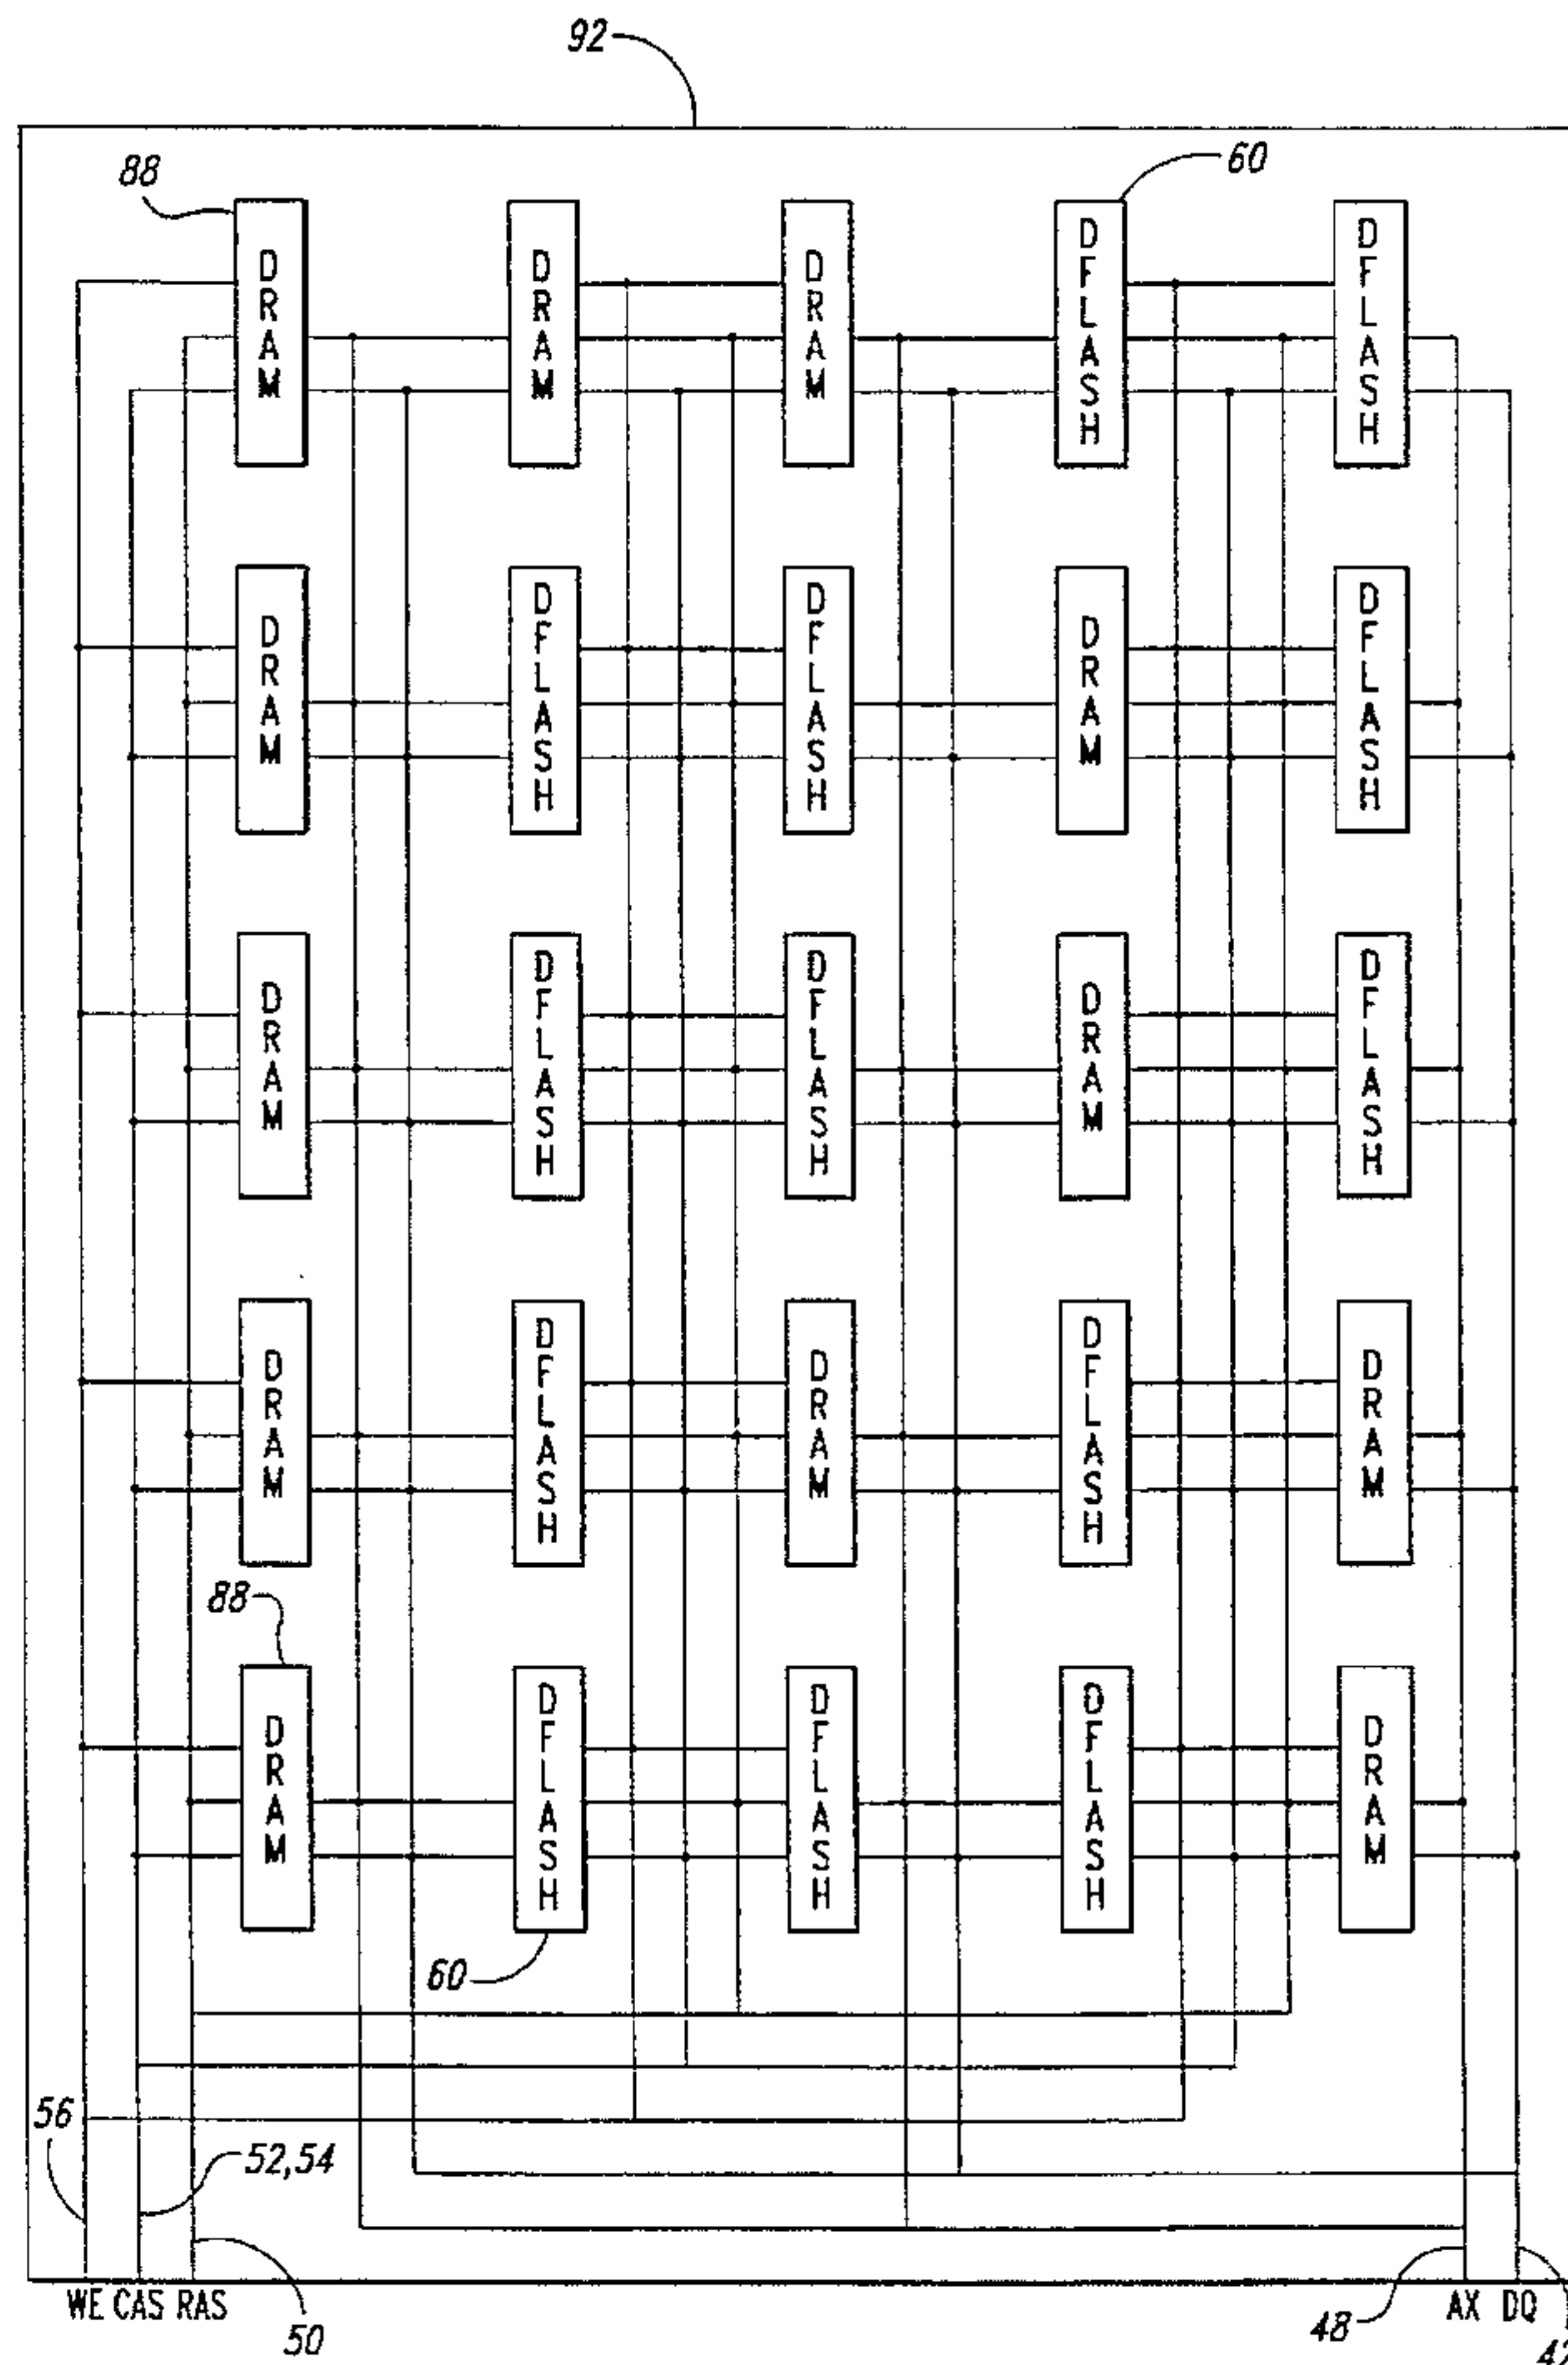 92
88
60
DRAM DRAM DRAM DFLASH DFLASH
DRAM DFLASH DFLASH DRAM DFLASH
DRAM DFLASH DFLASH DRAM DFLASH
DRAM DFLASH DRAM DFLASH DRAM
88
DRAM DFLASH DFLASH DFLASH DRAM
60
56
52,54
WE CAS RAS
AX DQ
50
48